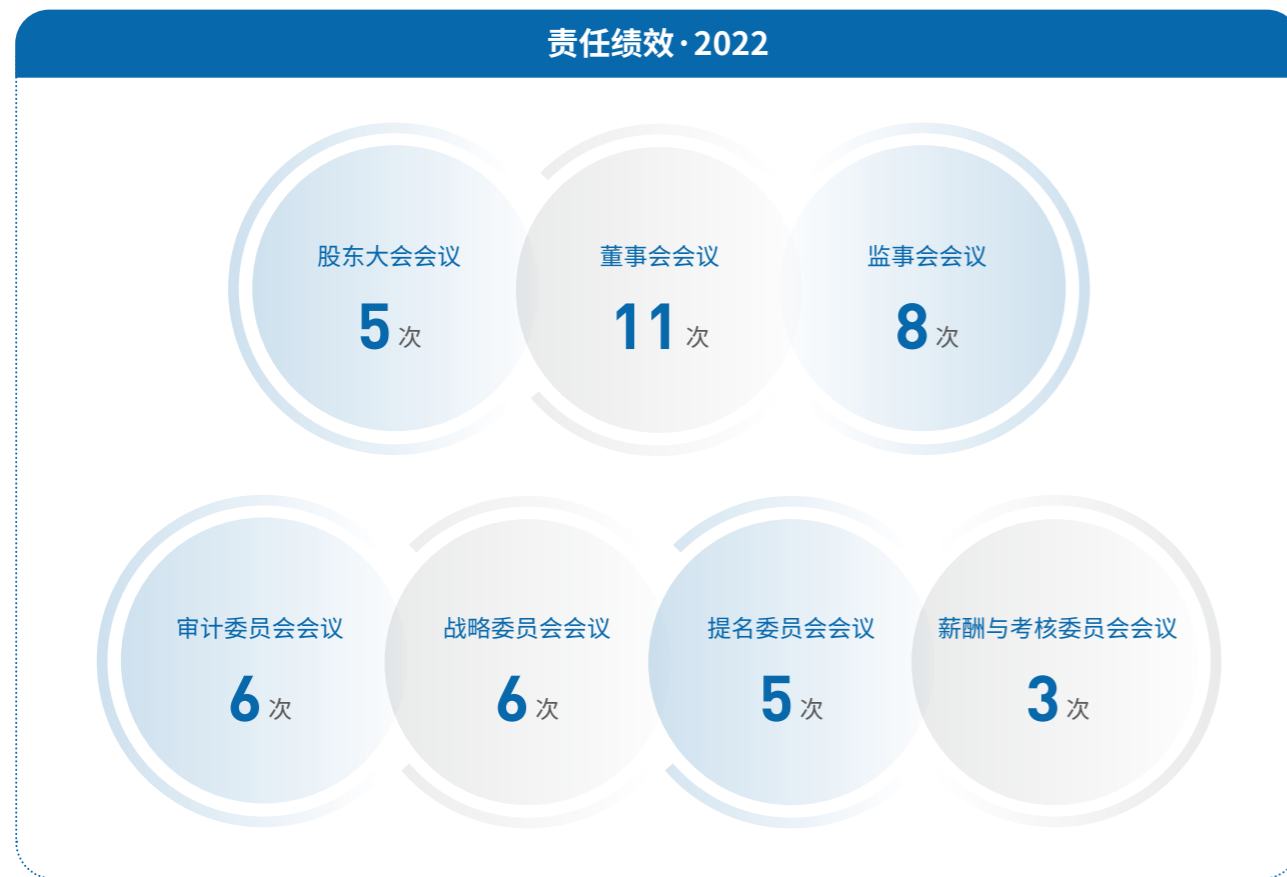 责任绩效·2022
股东大会会议
5 次
董事会会议
11 次
监事会会议
8 次
审计委员会会议
6 次
战略委员会会议
6 次
提名委员会会议
5 次
薪酬与考核委员会会议
3 次